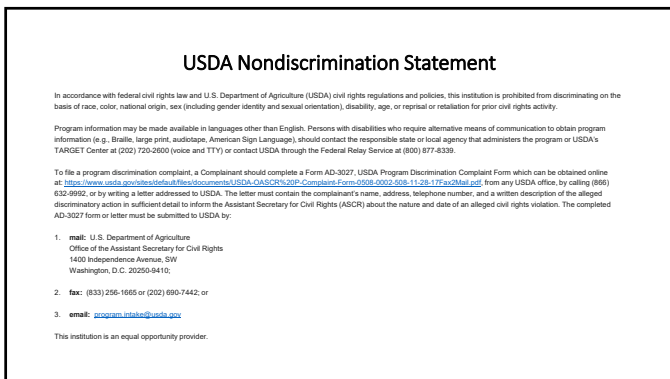 USDA Nondiscrimination Statement
In accordance with federal civil rights law and U.S. Department of Agriculture (USDA) civil rights regulations and policies, this institution is prohibited from discriminating on the
basis of race, color, national origin, sex (including gender identity and sexual orientation), disability, age, or reprisal or retaliation for prior civil rights activity.
Program information may be made available in languages other than English. Persons with disabilities who require alternative means of communication to obtain program
information (e.g., Braille, large print, audiotape, American Sign Language), should contact the responsible state or local agency that administers the program or USDA's
TARGET Center at (202) 720-2600 (voice and TTY) or contact USDA through the Federal Relay Service at (800) 877-8339.
To file a program discrimination complaint, a Complainant should complete a Form AD-3027, USDA Program Discrimination Complaint Form which can be obtained online
at: https://www.usda.gov/sites/default/files/documents/USDA-OASCR%20P-Complaint-Form-0508-0002-508-11-28-17Fax2Mail.pdf, from any USDA office, by calling (866)
632-9992, or by writing a letter addressed to USDA. The letter must contain the complainant's name, address, telephone number, and a written description of the alleged
discriminatory action in sufficient detail to inform the Assistant Secretary for Civil Rights (ASCR) about the nature and date of an alleged civil rights violation. The completed
AD-3027 form or letter must be submitted to USDA by:
1. mail: U.S. Department of Agriculture
Office of the Assistant Secretary for Civil Rights
1400 Independence Avenue, SW
Washington, D.C. 20250-9410;
2. fax: (833) 256-1665 or (202) 690-7442; or
3. email: program.intake@usda.gov
This institution is an equal opportunity provider.